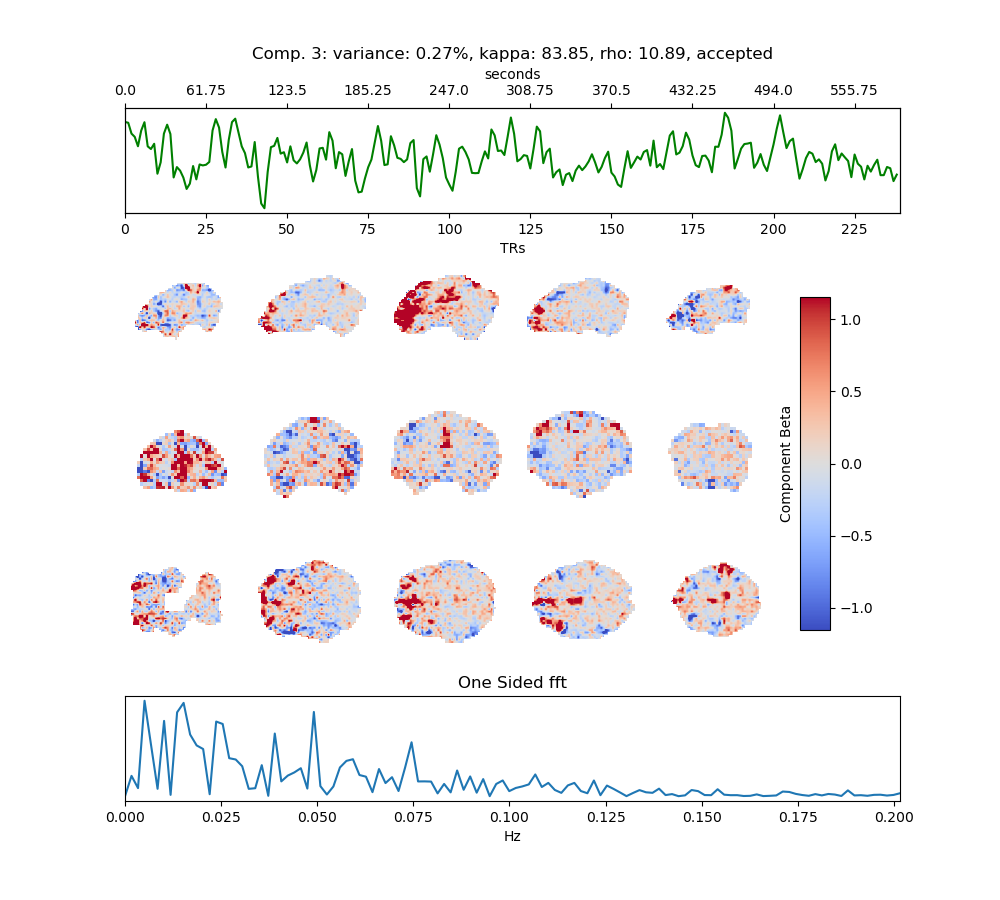 Comp. 3: variance: 0.27%, kappa: 83.85, rho: 10.89, accepted
seconds
0.0 61.75 123.5 185.25 247.0 308.75 370.5 432.25 494.0 555.75
0 25 50 75 100 125 150 175 200 225
TRs
1.0
0.5
0.0
−0.5
−1.0
Component Beta
One Sided fft
0.000 0.025 0.050 0.075 0.100 0.125 0.150 0.175 0.200
Hz